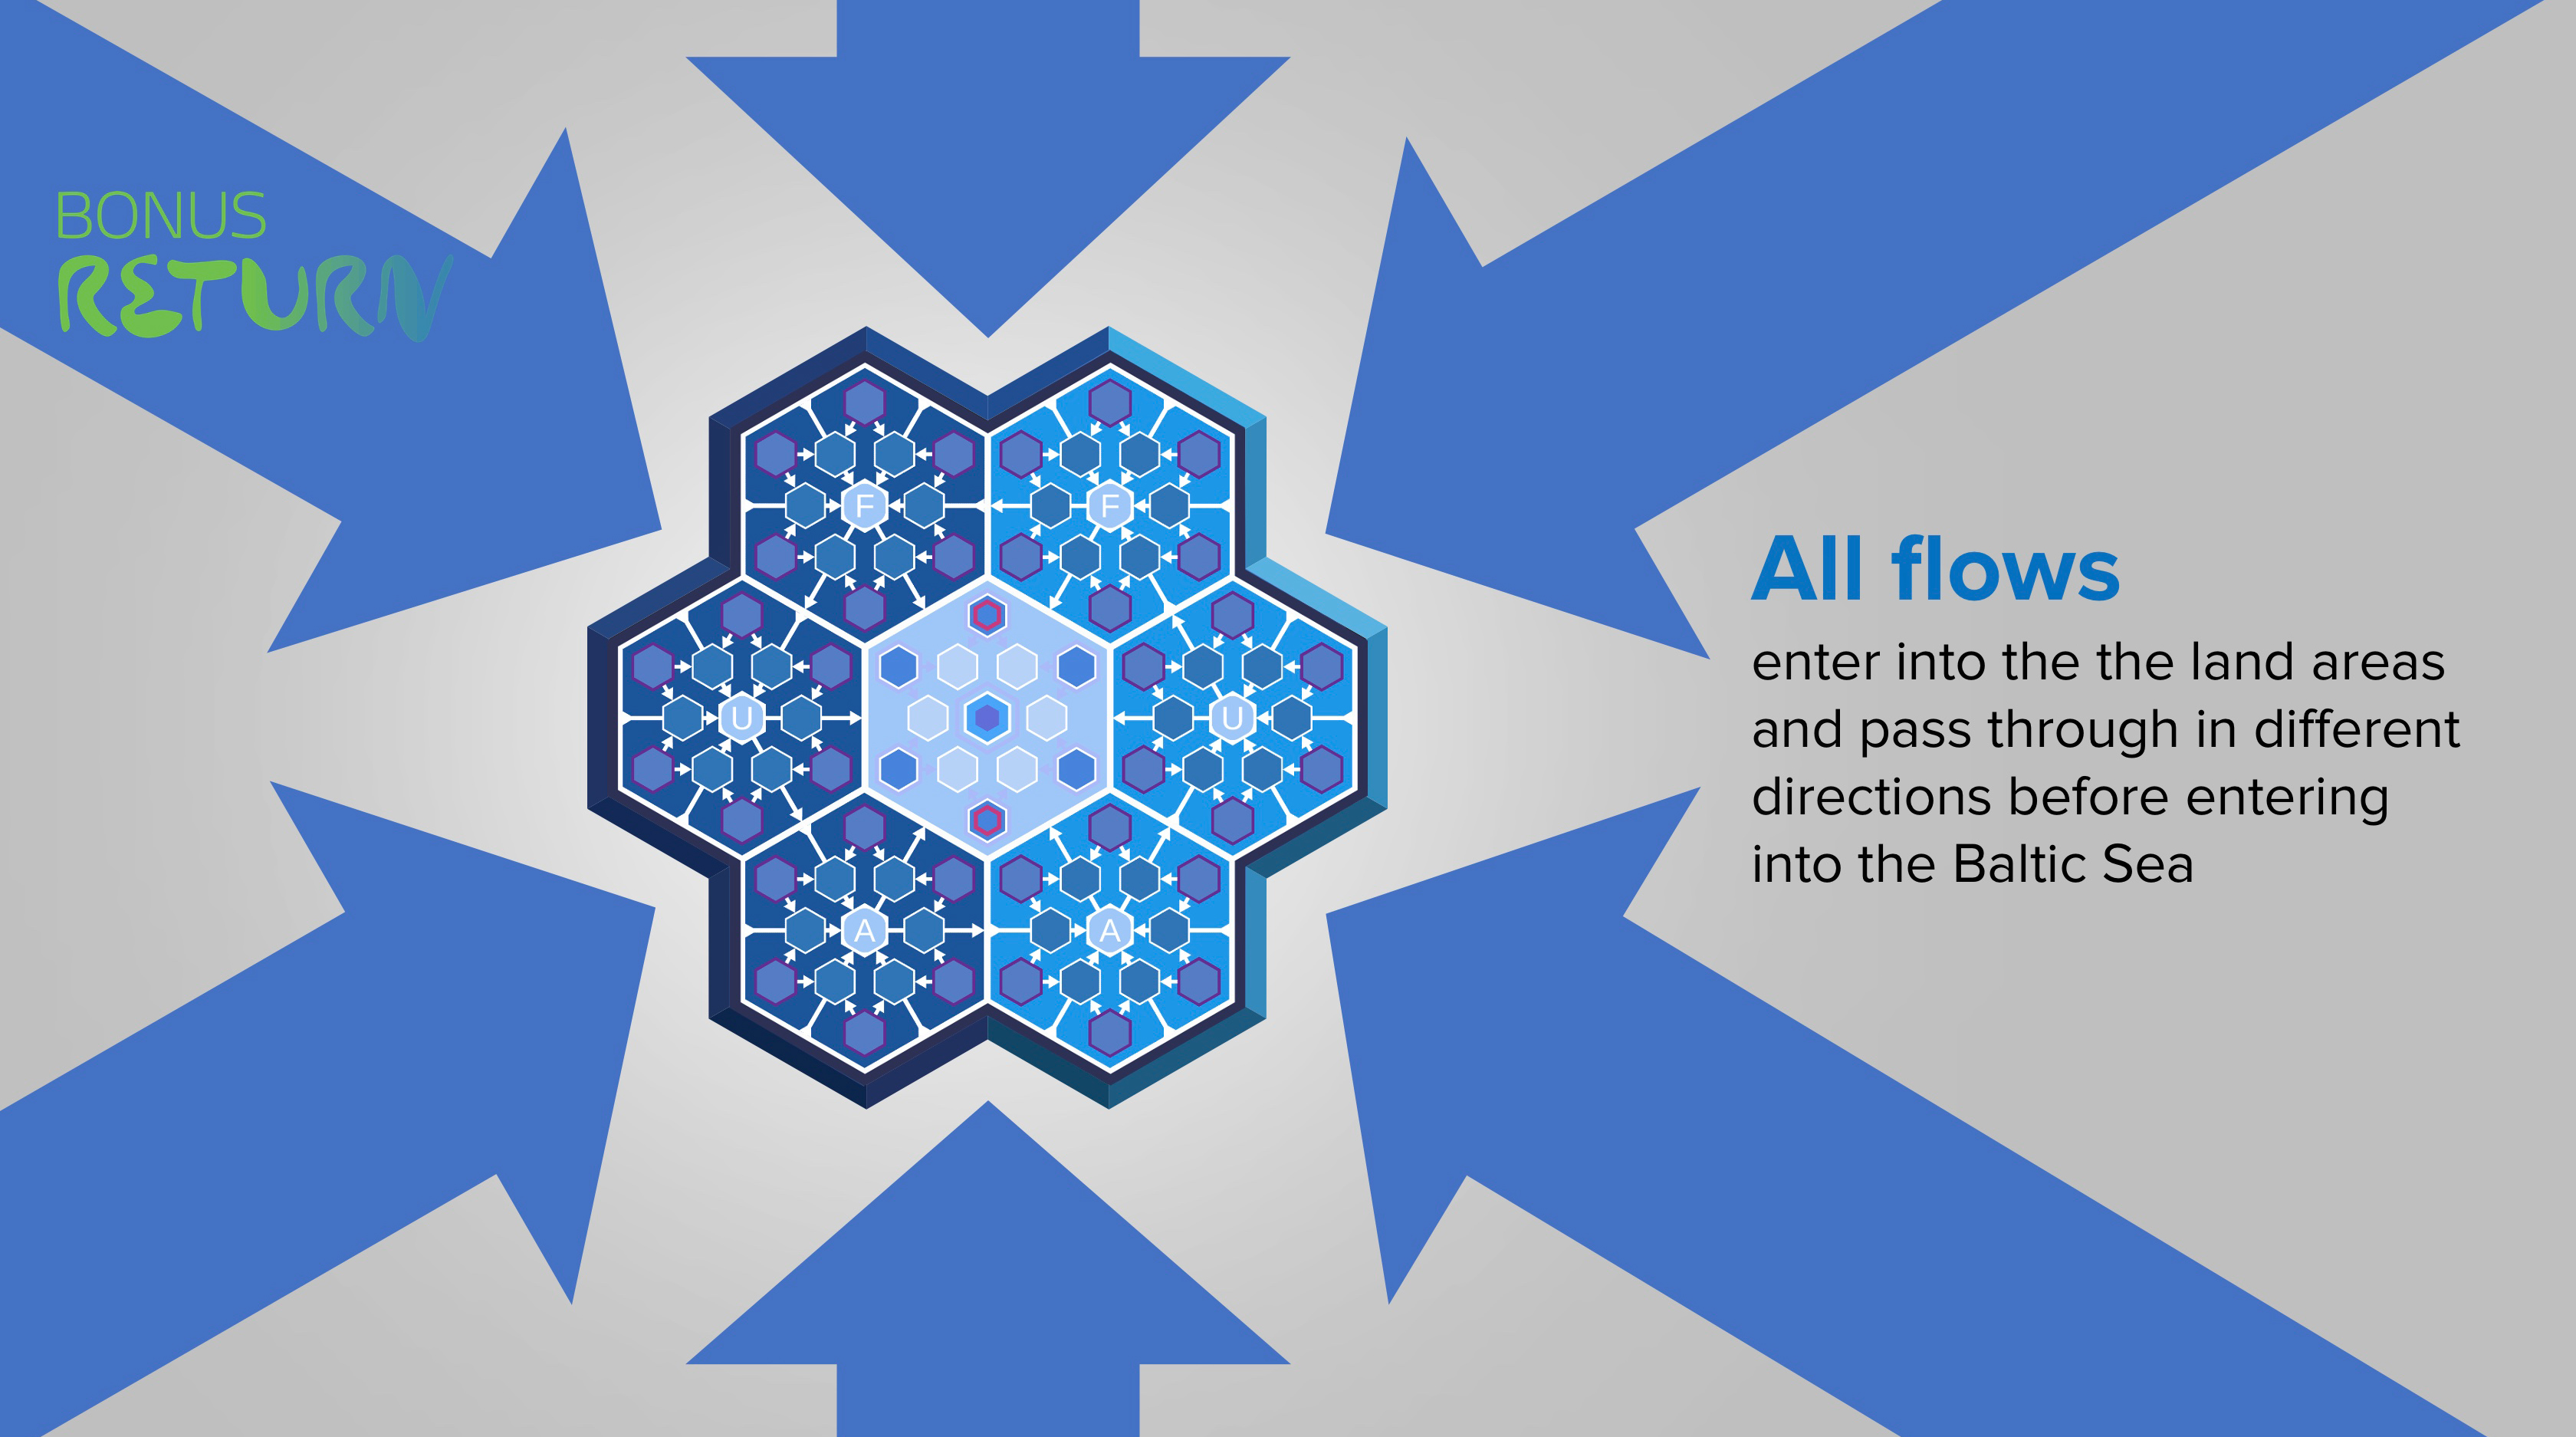 BONUS
RETURN
F
F
U
U
A
A
All flows
enter into the the land areas
and pass through in different
directions before entering
into the Baltic Sea